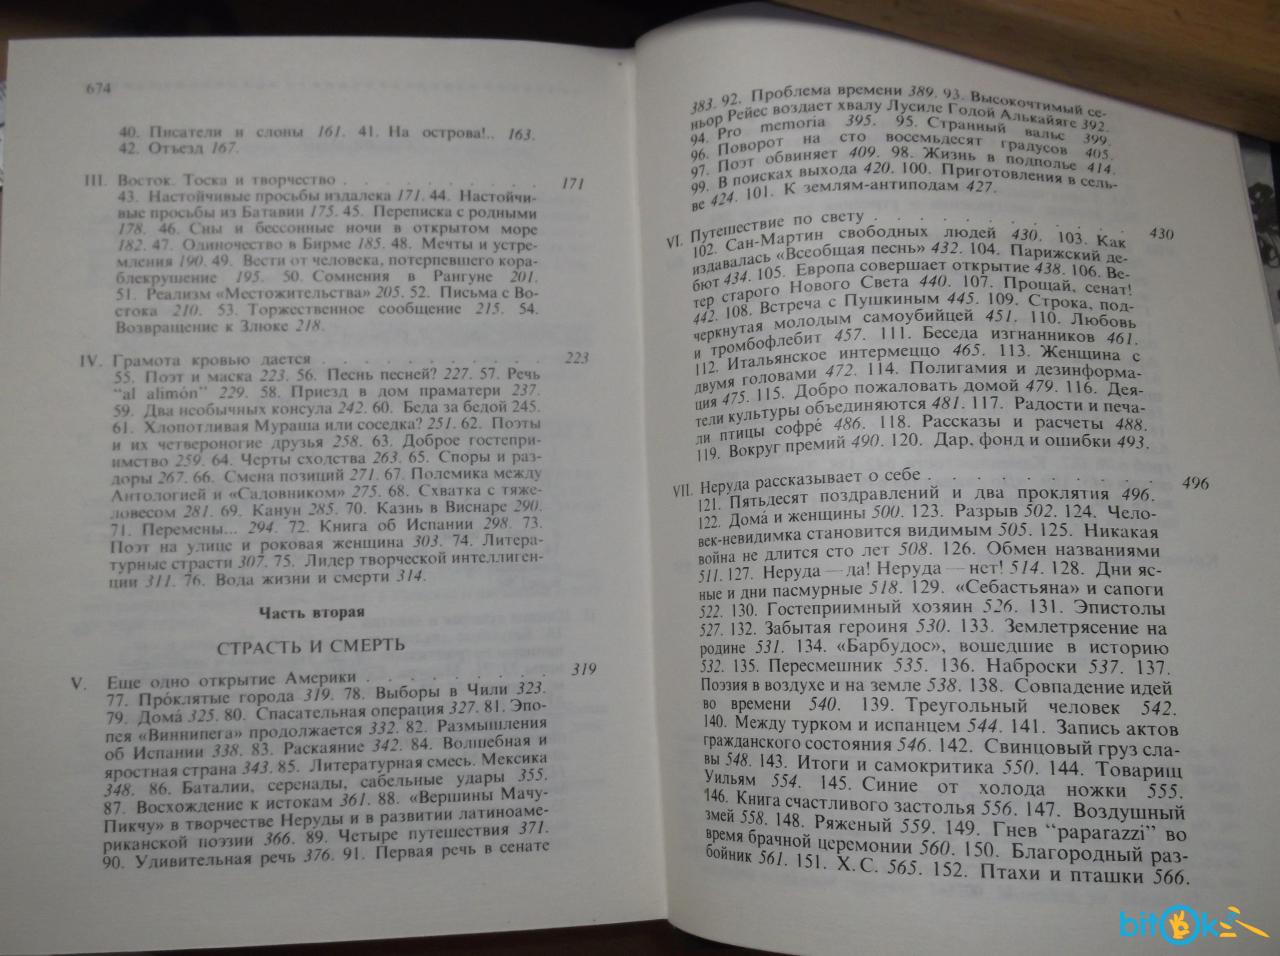 674
40. Писатели и слоны 161. 41. На острова!.. 163.
42. Отъезд 167.
III. Восток. Тоска и творчество . . . . . . . . . . 171
43. Настойчивые просьбы издалека 171. 44. Настойчи-
вые просьбы из Батавии 175. 45. Переписка с родными
178. 46. Сны и бессонные ночи в открытом море
182. 47. Одиночество в Бирме 185. 48. Мечты и устре-
мления 190. 49. Вести от человека, потерпевшего кора-
блекрушение 195. 50. Сомнения в Рангуне 201.
51. Реализм «Местожительства» 205. 52. Письма с Во-
стока 210. 53. Торжественное сообщение 215. 54.
Возвращение к Злюке 218.
IV. Грамота кровью дается . . . . . . . . . . . 223
55. Поэт и маска 223. 56. Песнь песней? 227. 57. Речь
“al alimón” 229. 58. Приезд в дом праматери 237.
59. Два необычных консула 242. 60. Беда за бедой 245.
61. Хлопотливая Мураша или соседка? 251. 62. Поэты
и их четвероногие друзья 258. 63. Доброе гостепри-
имство 259. 64. Черты сходства 263. 65. Споры и раз-
доры 267. 66. Смена позиций 271. 67. Полемика между
Антологией и «Садовником» 275. 68. Схватка с тяже-
ловесом 281. 69. Канун 285. 70. Казнь в Виснаре 290.
71. Перемены... 294. 72. Книга об Испании 298. 73.
Поэт на улице и роковая женщина 303. 74. Литера-
турные страсти 307. 75. Лидер творческой интеллиген-
ции 311. 76. Вода жизни и смерти 314.
Часть вторая
СТРАСТЬ И СМЕРТЬ
V. Еще одно открытие Америки . . . . . . . . . 319
77. Прóклятые города 319. 78. Выборы в Чили 323.
79. Домá 325. 80. Спасательная операция 327. 81. Эпо-
пея «Виннипега» продолжается 332. 82. Размышления
об Испании 338. 83. Раскаяние 342. 84. Волшебная и
яростная страна 343. 85. Литературная смесь. Мексика
348. 86. Баталии, серенады, сабельные удары 355.
87. Восхождение к истокам 361. 88. «Вершины Мачу-
Пикчу» в творчестве Неруды и в развитии латиноаме-
риканской поэзии 366. 89. Четыре путешествия 371.
90. Удивительная речь 376. 91. Первая речь в сенате
383. 92. Проблема времени 389. 93. Высокочтимый се-
ньор Рейес воздает хвалу Лусиле Годой Алькайяге 392.
94. Pro memoria 395. 95. Странный вальс 399.
96. Поворот на сто восемьдесят градусов 405.
97. Поэт обвиняет 409. 98. Жизнь в подполье 414.
99. В поисках выхода 420. 100. Приготовления в сель-
ве 424. 101. К землям-антиподам 427.
VI. Путешествие по свету . . . . . . . . . . . 430
102. Сан-Мартин свободных людей 430. 103. Как
издавалась «Всеобщая песнь» 432. 104. Парижский де-
бют 434. 105. Европа совершает открытие 438. 106. Ве-
тер старого Нового Света 440. 107. Прощай, сенат!
442. 108. Встреча с Пушкиным 445. 109. Строка, под-
черкнутая молодым самоубийцей 451. 110. Любовь
и тромбофлебит 457. 111. Беседа изгнанников 461.
112. Итальянское интермеццо 465. 113. Женщина с
двумя головами 472. 114. Полигамия и дезинформа-
ция 475. 115. Добро пожаловать домой 479. 116. Дея-
тели культуры объединяются 481. 117. Радости и печа-
ли птицы софрé 486. 118. Рассказы и расчеты 488.
119. Вокруг премий 490. 120. Дар, фонд и ошибки 493.
VII. Неруда рассказывает о себе . . . . . . . . . 496
121. Пятьдесят поздравлений и два проклятия 496.
122. Домá и женщины 500. 123. Разрыв 502. 124. Чело-
век-невидимка становится видимым 505. 125. Никакая
война не длится сто лет 508. 126. Обмен названиями
511. 127. Неруда — да! Неруда — нет! 514. 128. Дни яс-
ные и дни пасмурные 518. 129. «Себастьяна» и сапоги
522. 130. Гостеприимный хозяин 526. 131. Эпистолы
527. 132. Забытая героиня 530. 133. Землетрясение на
родине 531. 134. «Барбудос», вошедшие в историю
532. 135. Пересмешник 535. 136. Наброски 537. 137.
Поэзия в воздухе и на земле 538. 138. Совпадение идей
во времени 540. 139. Треугольный человек 542.
140. Между турком и испанцем 544. 141. Запись актов
гражданского состояния 546. 142. Свинцовый груз сла-
вы 548. 143. Итоги и самокритика 550. 144. Товарищ
Уильям 554. 145. Синие от холода ножки 555.
146. Книга счастливого застолья 556. 147. Воздушный
змей 558. 148. Ряженый 559. 149. Гнев “paparazzi” во
время брачной церемонии 560. 150. Благородный раз-
бойник 561. 151. Х. С. 565. 152. Птахи и пташки 566.
bitok